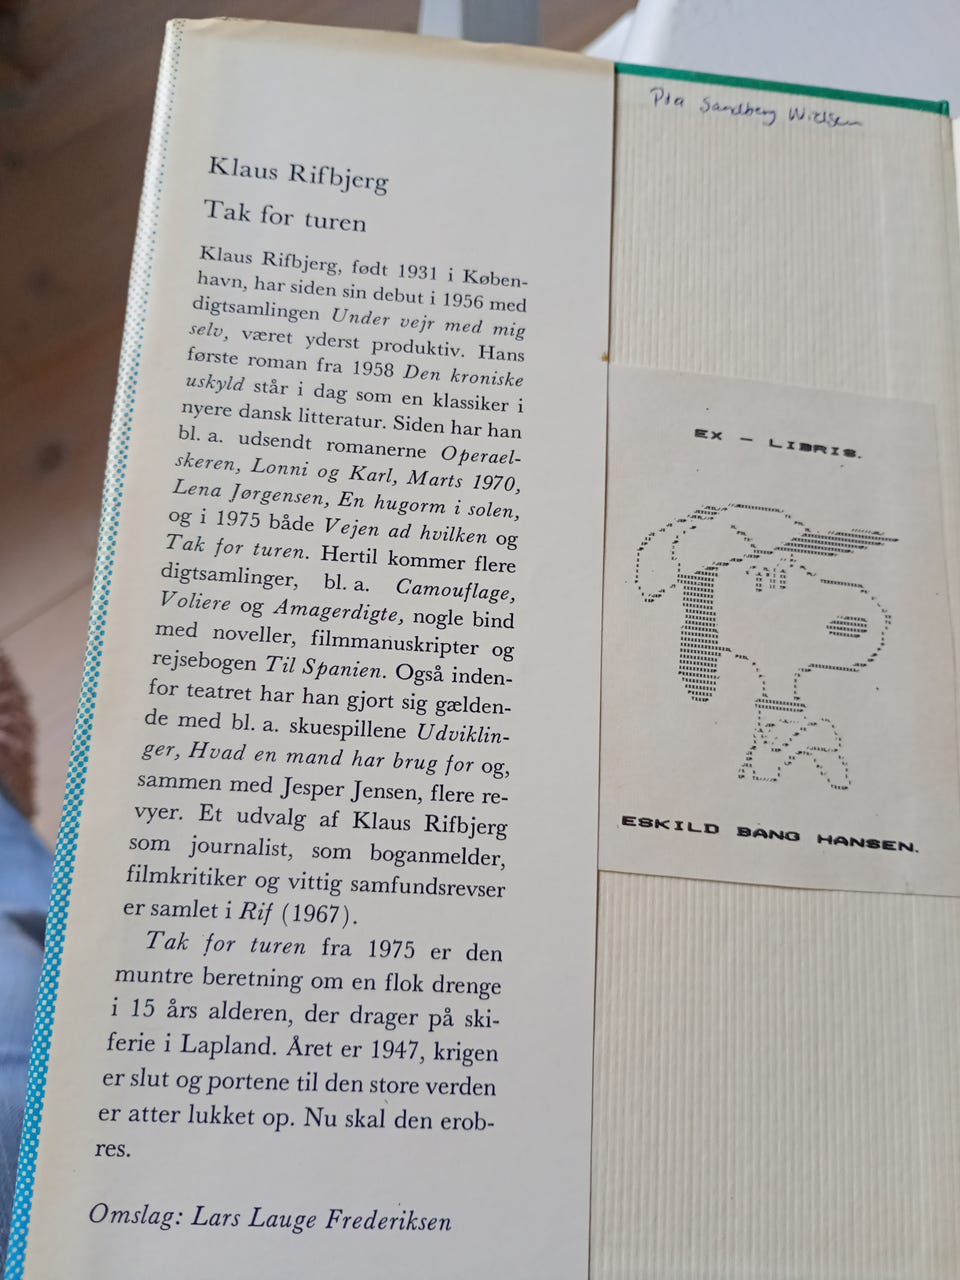 Klaus Rifbjerg
Tak for turen
Klaus Rifbjerg, født 1931 i Køben-
havn, har siden sin debut i 1956 med
digtsamlingen Under vejr med mig
selv, været yderst produktiv. Hans
første roman fra 1958 Den kroniske
uskyld står i dag som en klassiker i
nyere dansk litteratur. Siden har han
bl. a. udsendt romanerne Operael-
skeren, Lonni og Karl, Marts 1970,
Lena Jørgensen, En hugorm i solen,
og i 1975 både Vejen ad hvilken og
Tak for turen. Hertil kommer flere
digtsamlinger, bl. a. Camouflage,
Voliere og Amagerdigte, nogle bind
med noveller, filmmanuskripter og
rejsebogen Til Spanien. Også inden-
for teatret har han gjort sig gælden-
de med bl. a. skuespillene Udviklin-
ger, Hvad en mand har brug for og,
sammen med Jesper Jensen, flere re-
vyer. Et udvalg af Klaus Rifbjerg
som journalist, som boganmelder,
filmkritiker og vittig samfundsrevser
er samlet i Rif (1967).
Tak for turen fra 1975 er den
muntre beretning om en flok drenge
i 15 års alderen, der drager på ski-
ferie i Lapland. Året er 1947, krigen
er slut og portene til den store verden
er atter lukket op. Nu skal den erob-
res.
Omslag: Lars Lauge Frederiksen
Pia Sandberg Nielsen
EX - LIBRIS.
ESKILD BANG HANSEN.